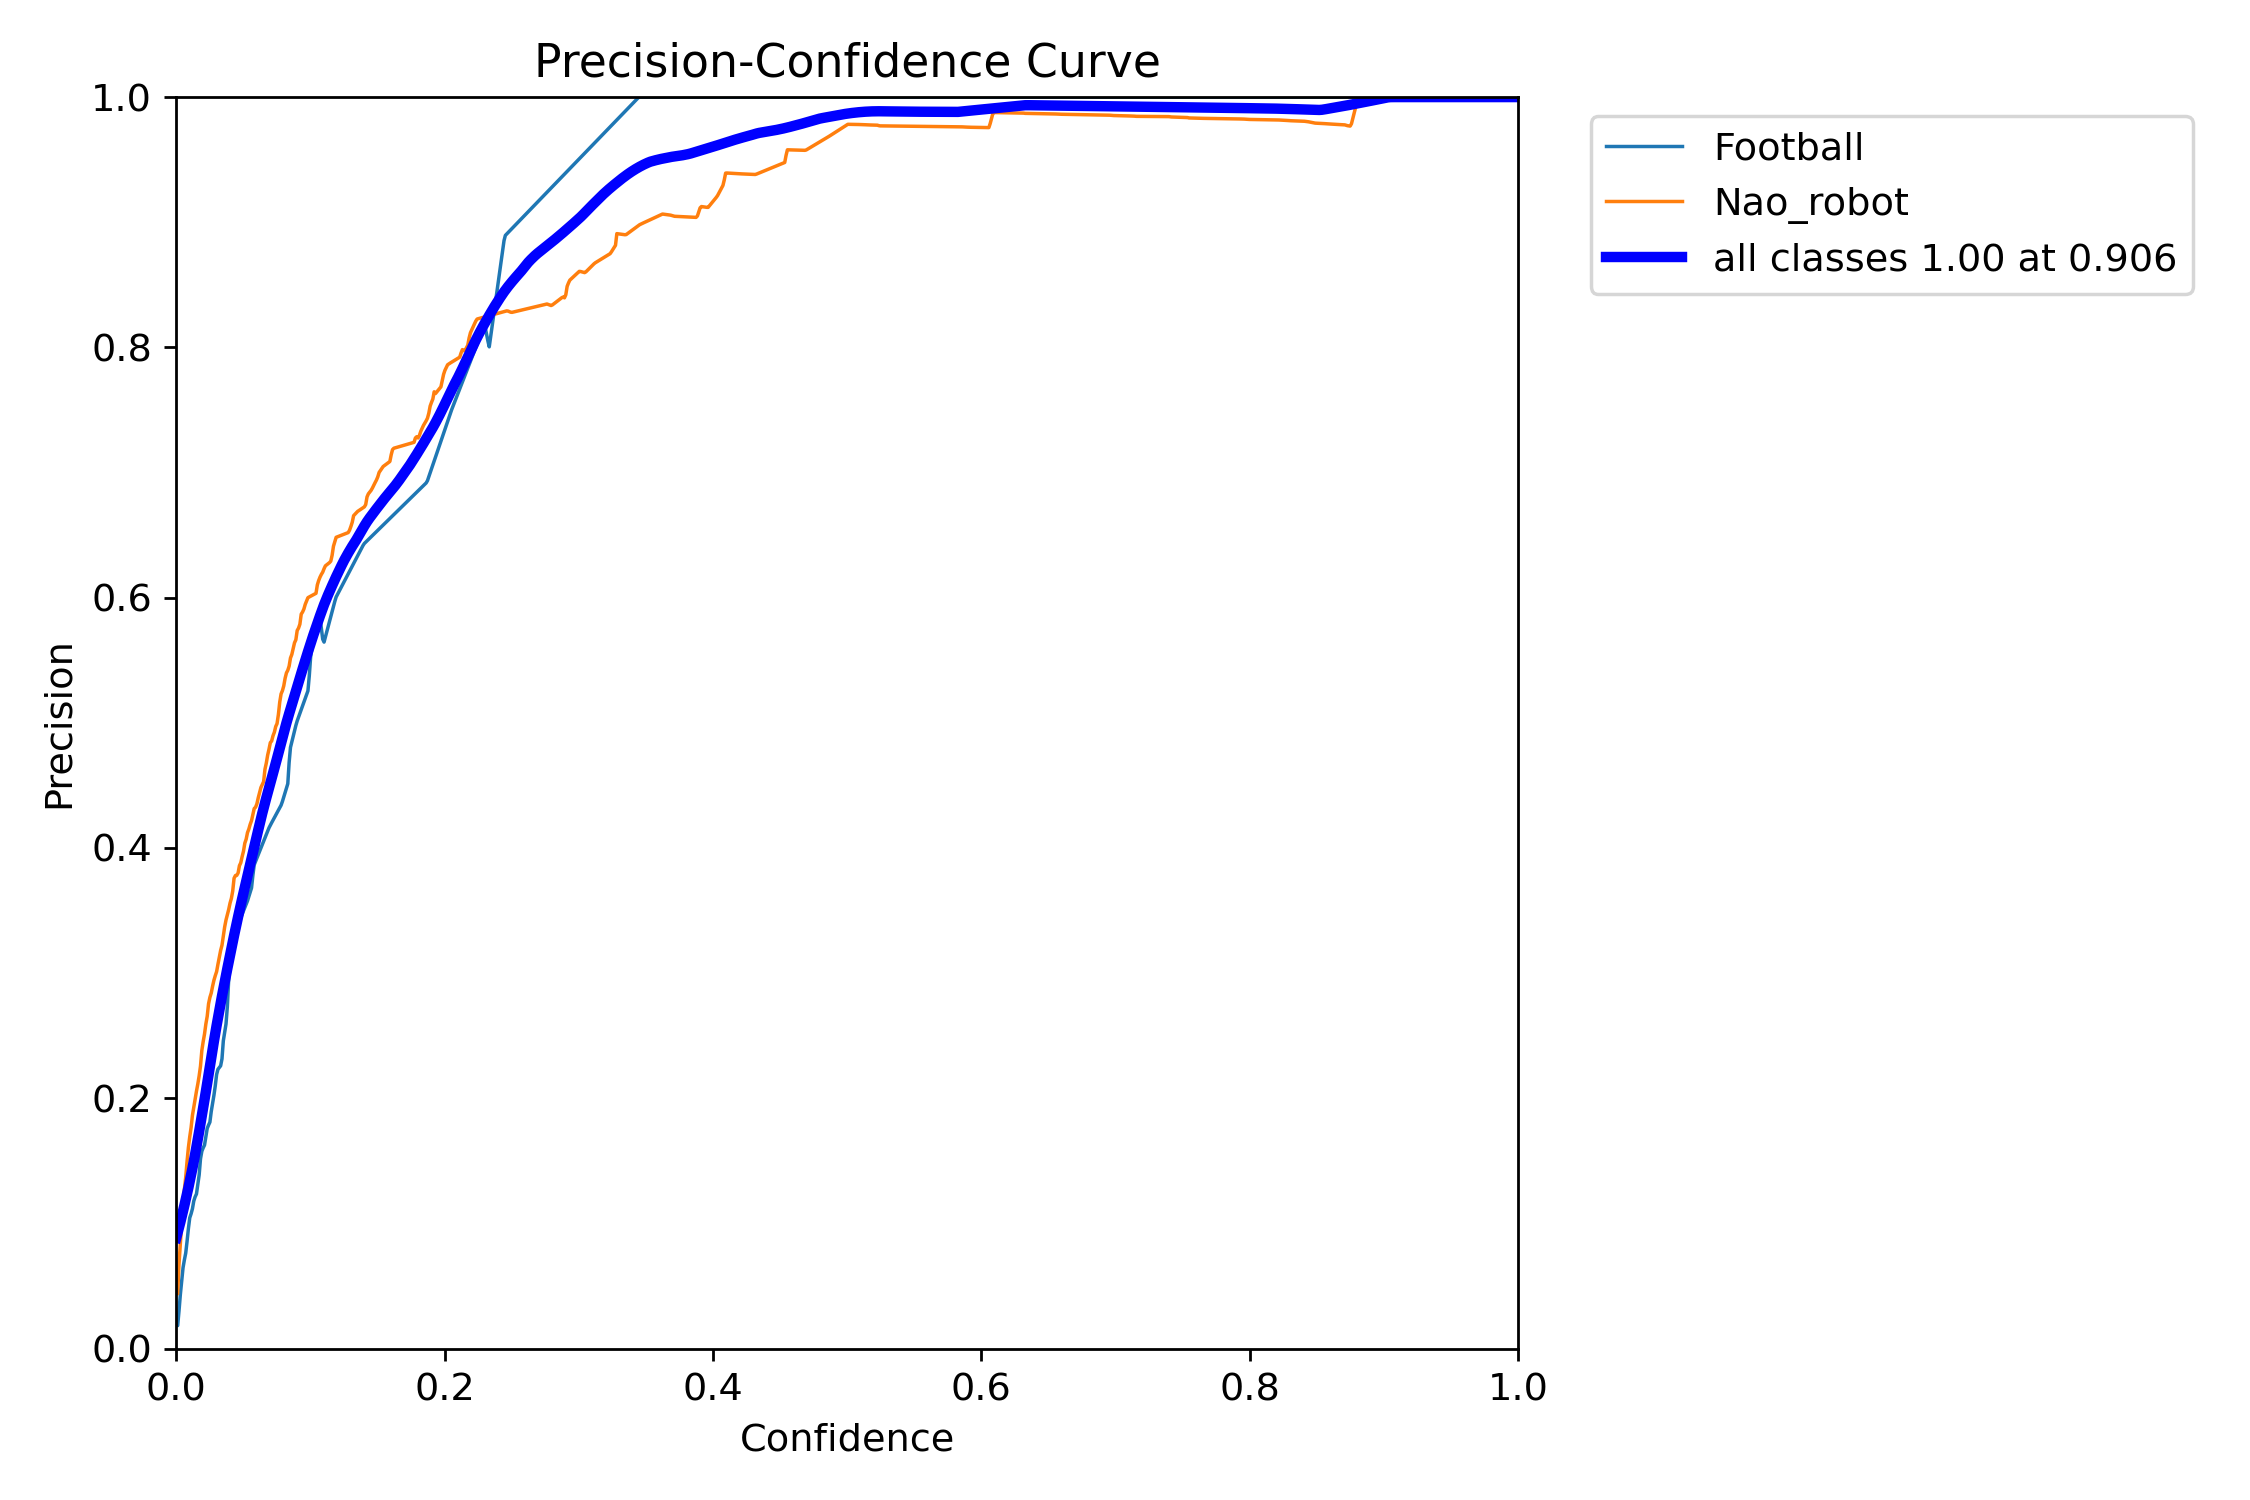 Precision-Confidence Curve
1.0
0.8
0.6
0.4
0.2
0.0
Precision
0.0 0.2 0.4 0.6 0.8 1.0
Confidence
Football
Nao_robot
all classes 1.00 at 0.906